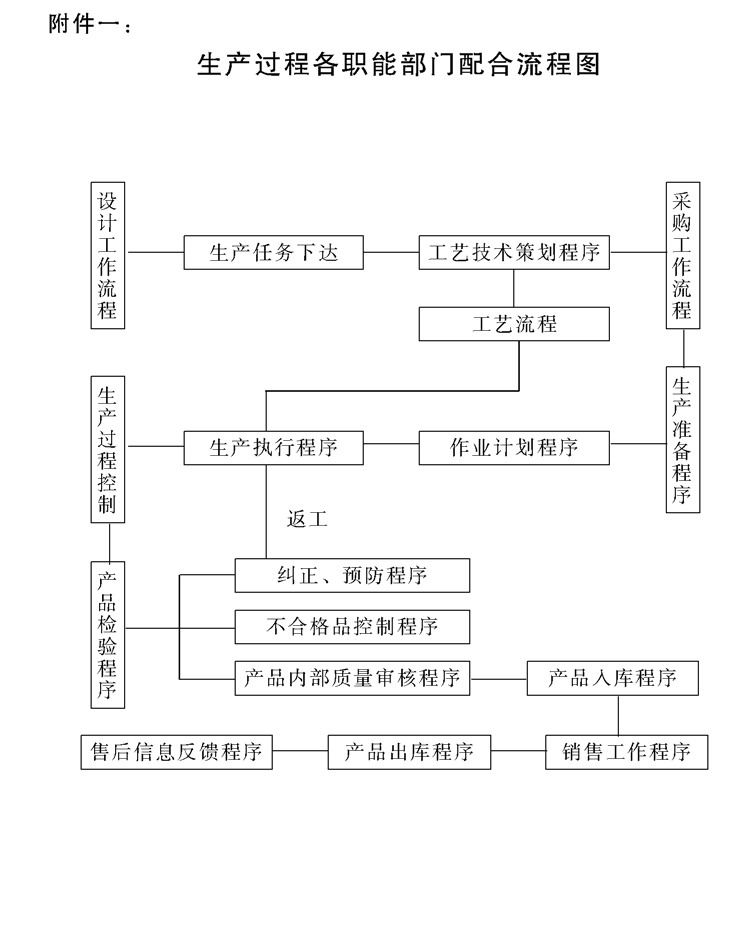 附件一：
生产过程各职能部门配合流程图
设计工作流程
生产任务下达
工艺技术策划程序
采购工作流程
工艺流程
生产过程控制
生产执行程序
作业计划程序
生产准备程序
返工
产品检验程序
纠正、预防程序
不合格品控制程序
产品内部质量审核程序
产品入库程序
售后信息反馈程序
产品出库程序
销售工作程序